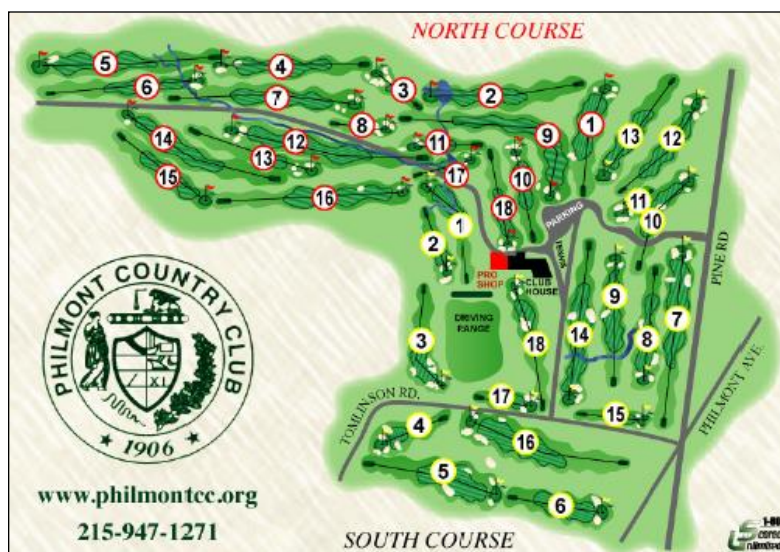 NORTH COURSE
5
4
6
7
3
2
8
9
1
13
12
14
12
11
13
15
17
10
16
18
11
10
1
2
PARKING
PRO
SHOP
CLUB
HOUSE
TENNIS
PINE RD
DRIVING
RANGE
3
18
9
14
8
7
17
15
4
16
5
6
TOMLINSON RD.
PHILMONT AVE.
PHILMONT COUNTRY CLUB
1906
www.philmontcc.org
215-947-1271
SOUTH COURSE